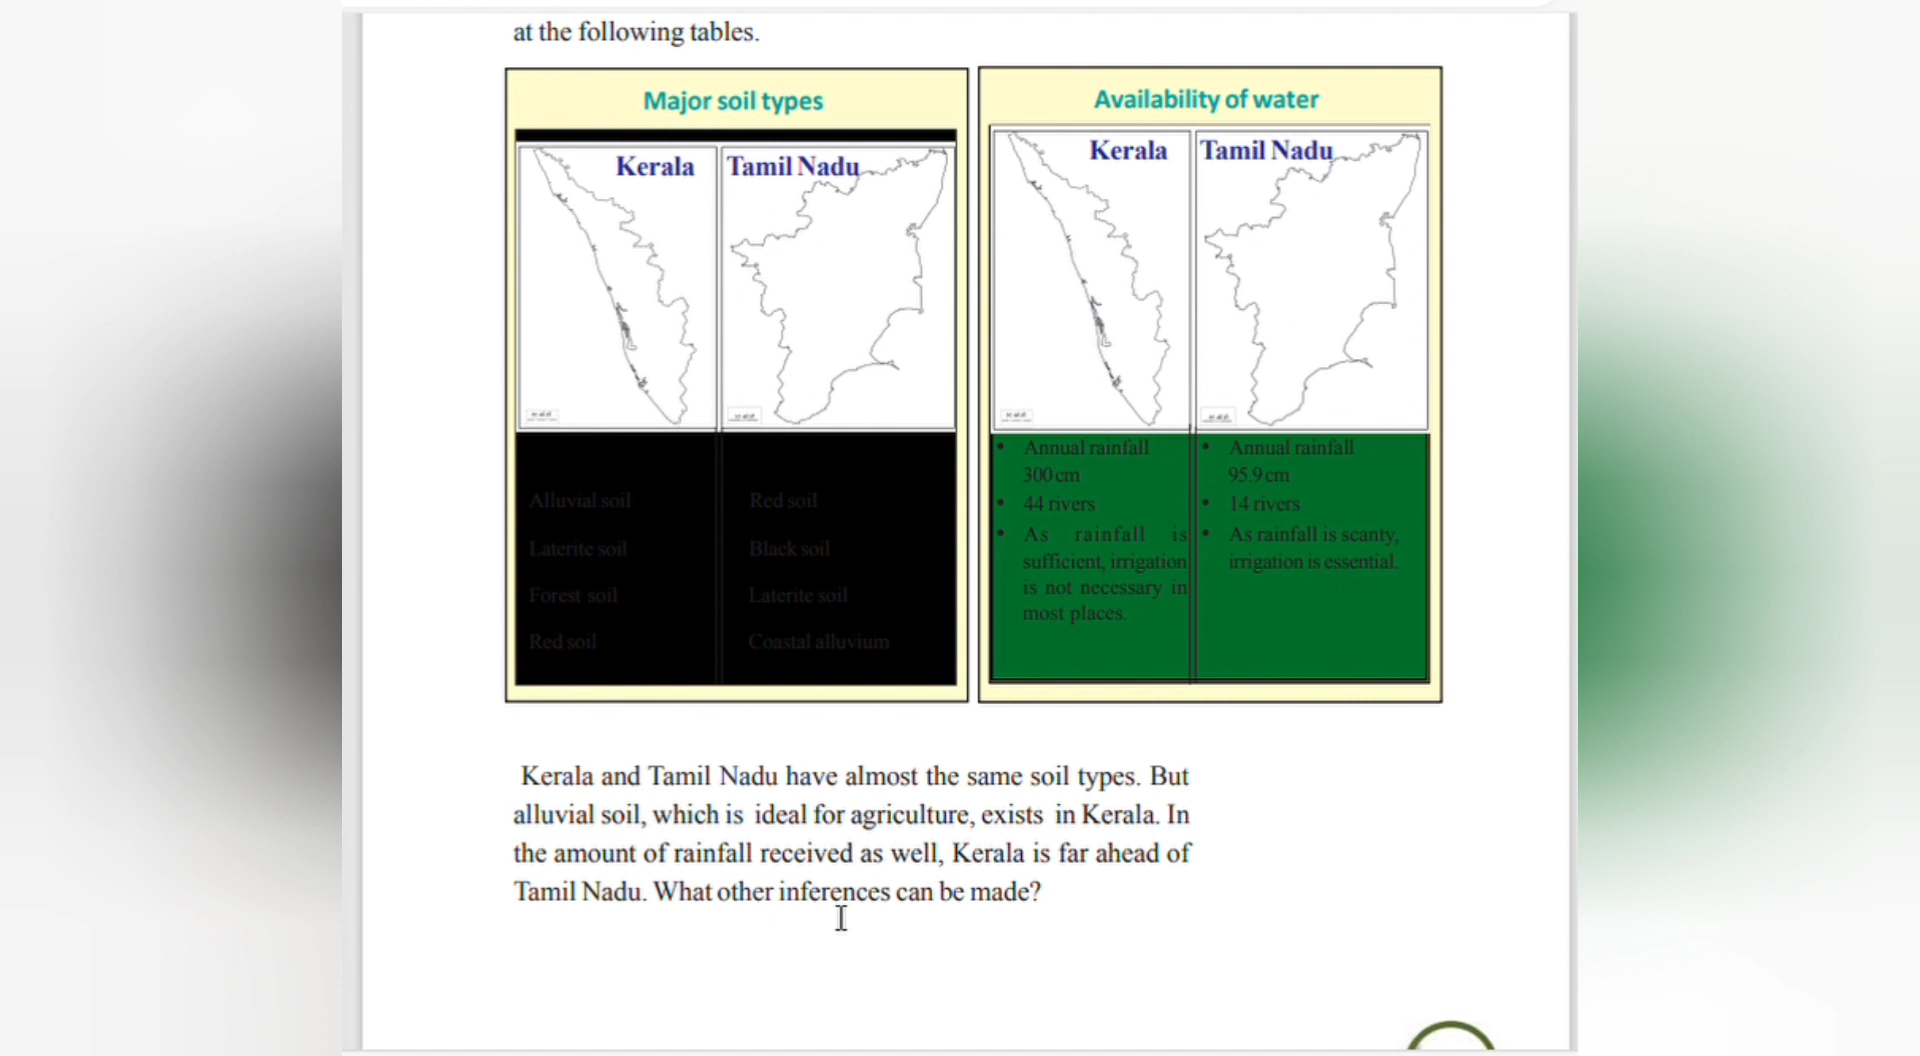 at the following tables.
Major soil types
Kerala
Tamil Nadu
Alluvial soil
Laterite soil
Forest soil
Red soil
Red soil
Black soil
Laterite soil
Coastal alluvium
Availability of water
Kerala
Tamil Nadu
• Annual rainfall
300 cm
• 44 rivers
• As rainfall is
sufficient, irrigation
is not necessary in
most places.
• Annual rainfall
95.9 cm
• 14 rivers
• As rainfall is scanty,
irrigation is essential.
Kerala and Tamil Nadu have almost the same soil types. But
alluvial soil, which is ideal for agriculture, exists in Kerala. In
the amount of rainfall received as well, Kerala is far ahead of
Tamil Nadu. What other inferences can be made?